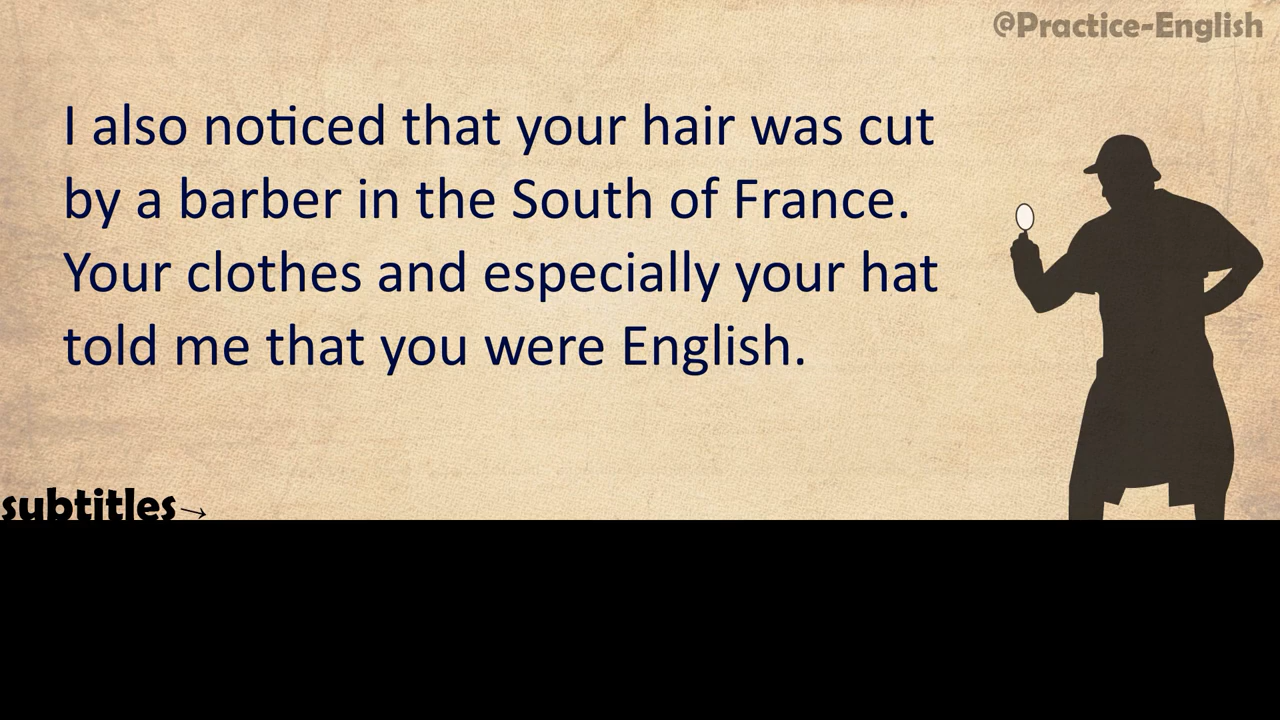 @Practice-English
I also noticed that your hair was cut
by a barber in the South of France.
Your clothes and especially your hat
told me that you were English.
subtitles→